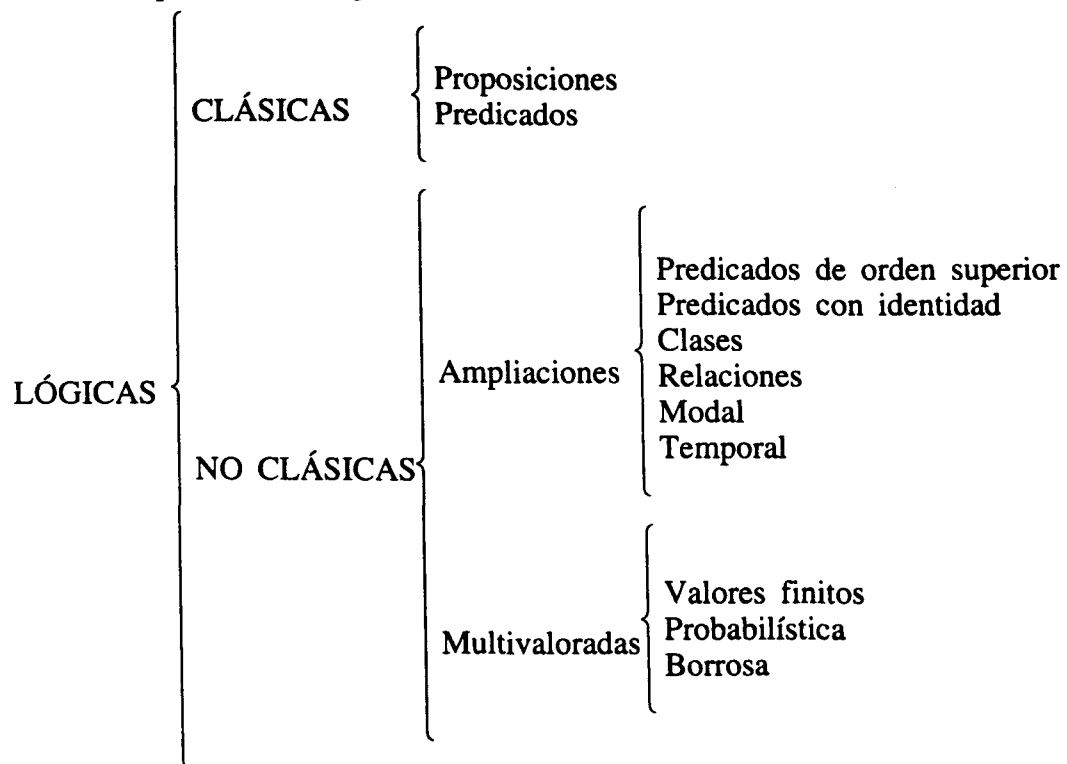 CLÁSICAS
Proposiciones
Predicados
LÓGICAS
NO CLÁSICAS
Ampliaciones
Predicados de orden superior
Predicados con identidad
Clases
Relaciones
Modal
Temporal
Multivaloradas
Valores finitos
Probabilística
Borrosa